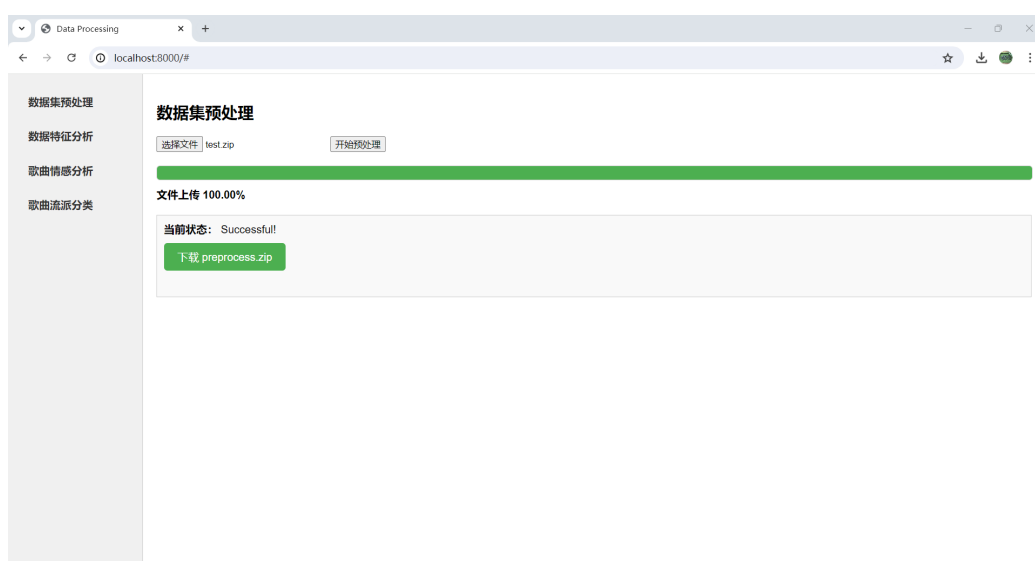 Data Processing
localhost:8000/#
数据集预处理
数据特征分析
歌曲情感分析
歌曲流派分类
数据集预处理
选择文件 test.zip 开始预处理
文件上传 100.00%
当前状态： Successful!
下载 preprocess.zip